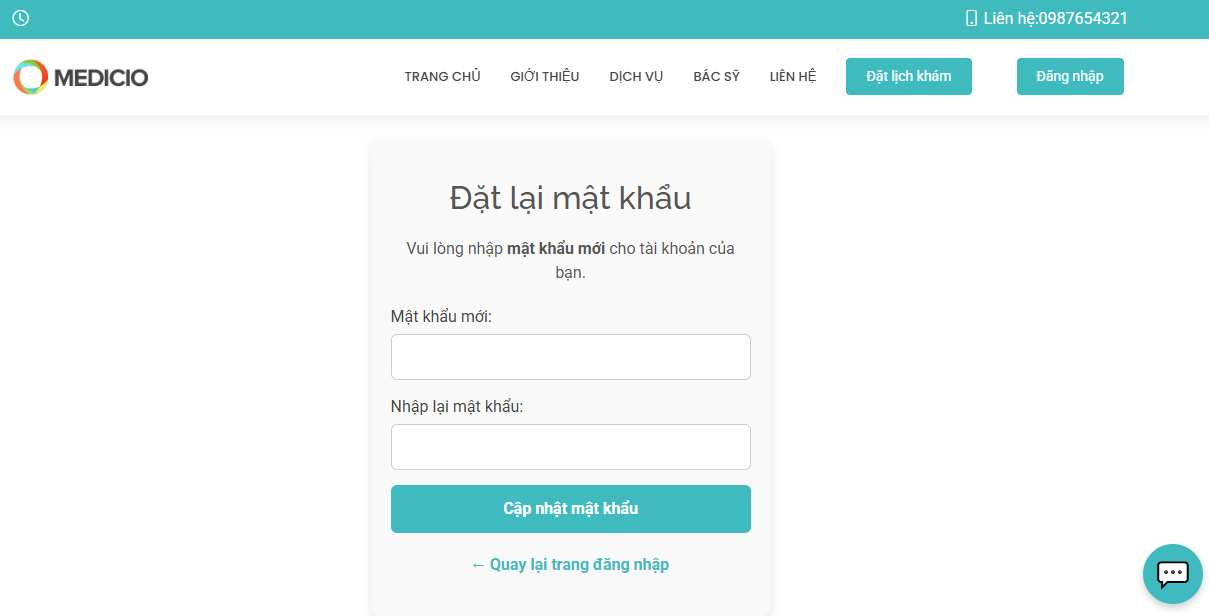 Liên hệ:0987654321
MEDICIO
TRANG CHỦ GIỚI THIỆU DỊCH VỤ BÁC SỸ LIÊN HỆ Đặt lịch khám Đăng nhập
Đặt lại mật khẩu
Vui lòng nhập mật khẩu mới cho tài khoản của
bạn.
Mật khẩu mới:
Nhập lại mật khẩu:
Cập nhật mật khẩu
← Quay lại trang đăng nhập